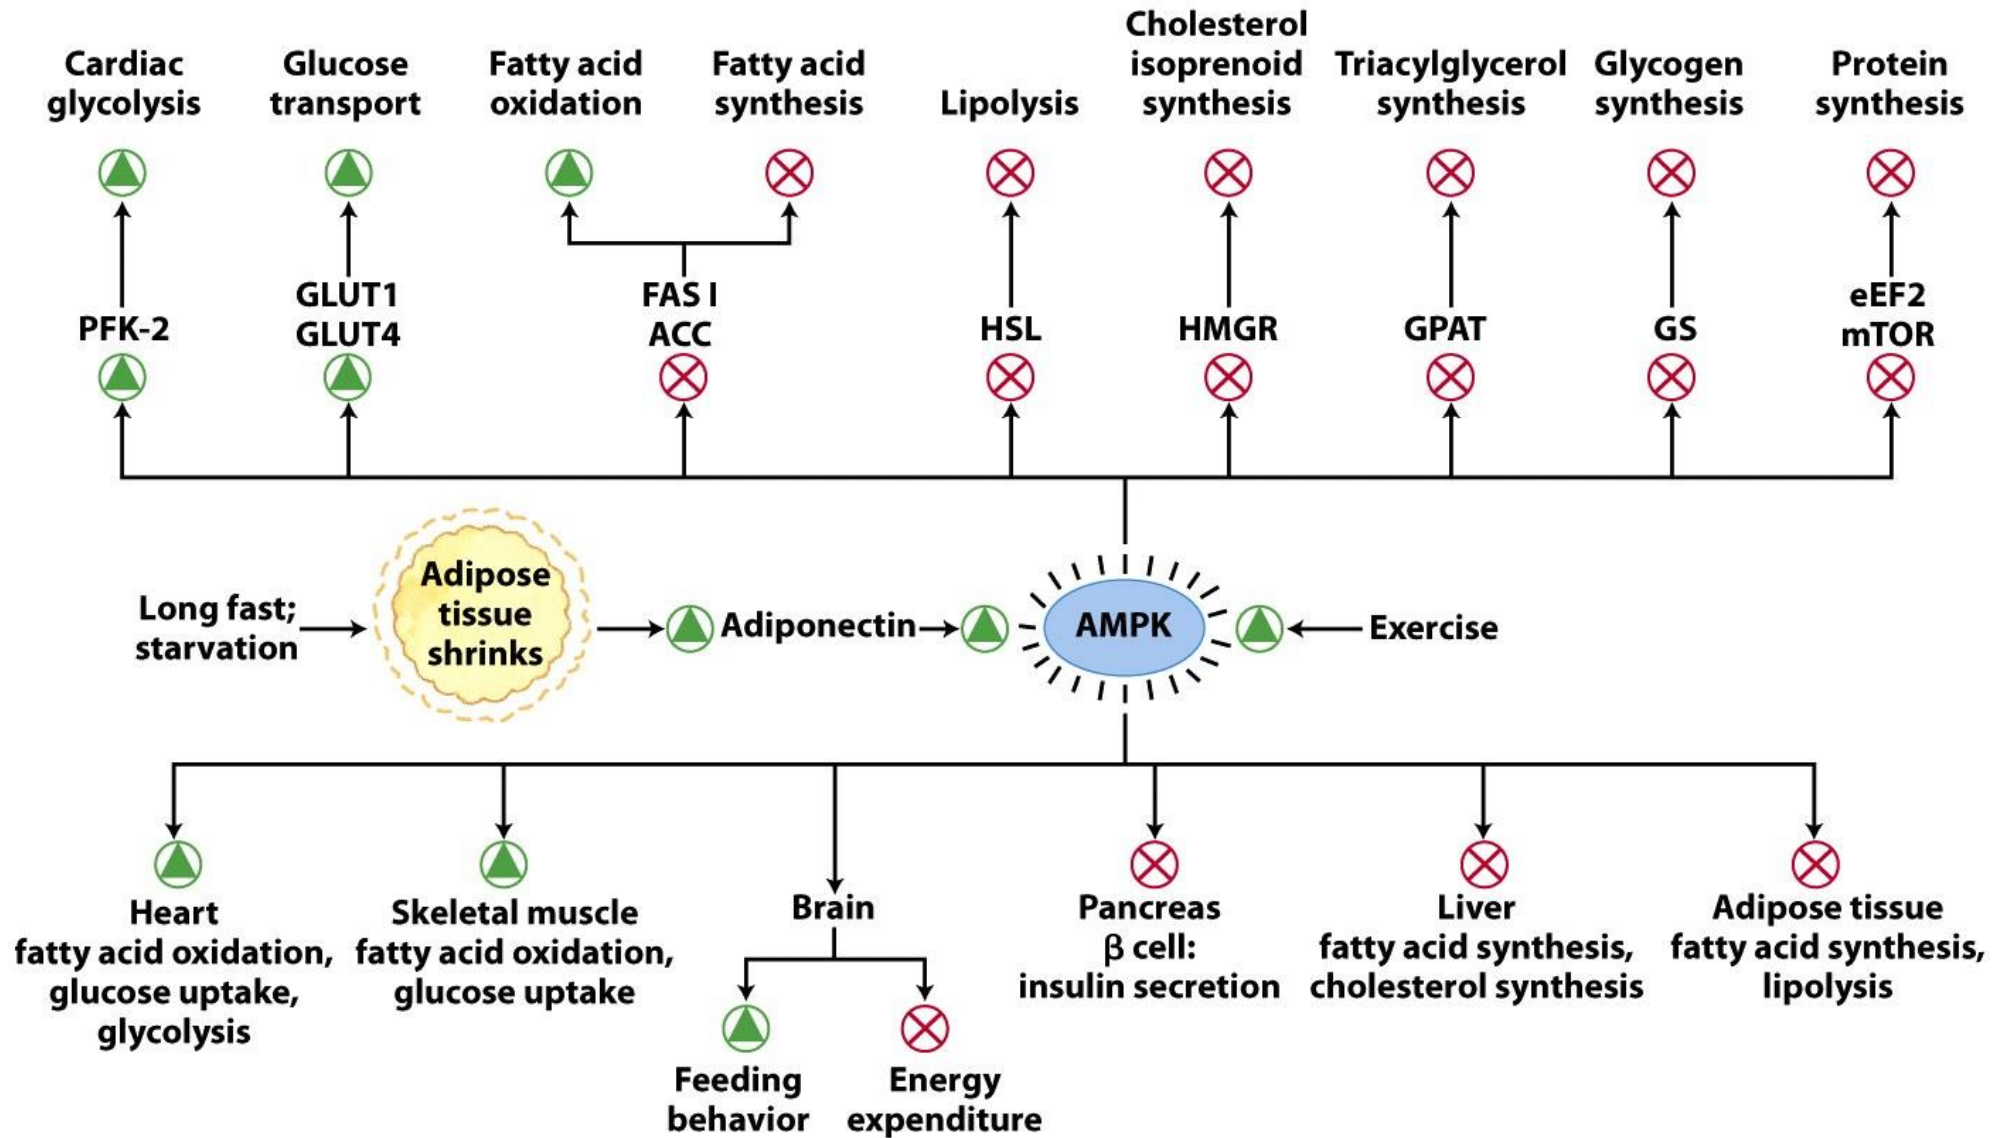 Cardiac
glycolysis
Glucose
transport
Fatty acid
oxidation
Fatty acid
synthesis
Lipolysis
Cholesterol
isoprenoid
synthesis
Triacylglycerol
synthesis
Glycogen
synthesis
Protein
synthesis
PFK-2
GLUT1
GLUT4
FAS I
ACC
HSL
HMGR
GPAT
GS
eEF2
mTOR
Long fast;
starvation
Adipose
tissue
shrinks
Adiponectin
AMPK
Exercise
Heart
fatty acid oxidation,
glucose uptake,
glycolysis
Skeletal muscle
fatty acid oxidation,
glucose uptake
Brain
Feeding
behavior
Energy
expenditure
Pancreas
β cell:
insulin secretion
Liver
fatty acid synthesis,
cholesterol synthesis
Adipose tissue
fatty acid synthesis,
lipolysis